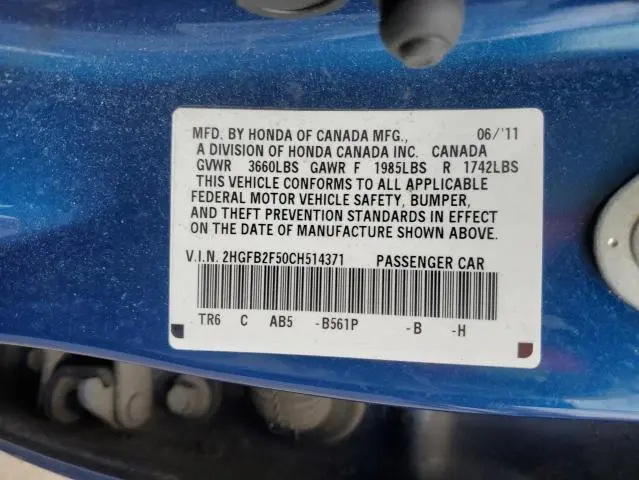 MFD. BY HONDA OF CANADA MFG., 06/'11
A DIVISION OF HONDA CANADA INC. CANADA
GVWR 3660LBS GAWR F 1985LBS R 1742LBS
THIS VEHICLE CONFORMS TO ALL APPLICABLE
FEDERAL MOTOR VEHICLE SAFETY, BUMPER,
AND THEFT PREVENTION STANDARDS IN EFFECT
ON DATE OF MANUFACTURE SHOWN ABOVE.
V.I.N. 2HGFB2F50CH514371 PASSENGER CAR
TR6 C AB5 -B561P -B -H